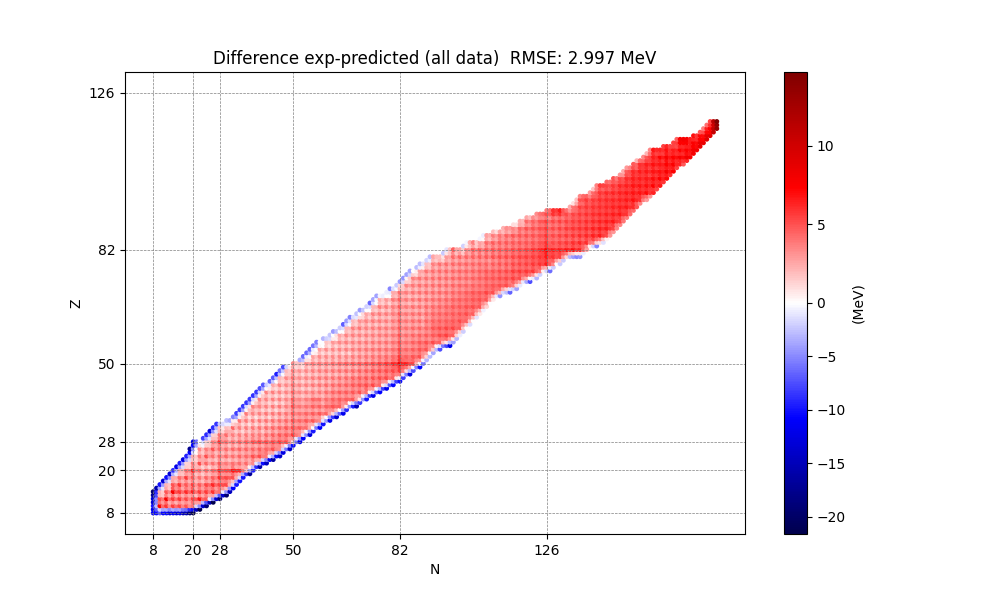 Difference exp-predicted (all data)  RMSE: 2.997 MeV
126
82
50
28
20
8
Z
8 20 28 50 82 126
N
10
5
0
−5
−10
−15
−20
(MeV)